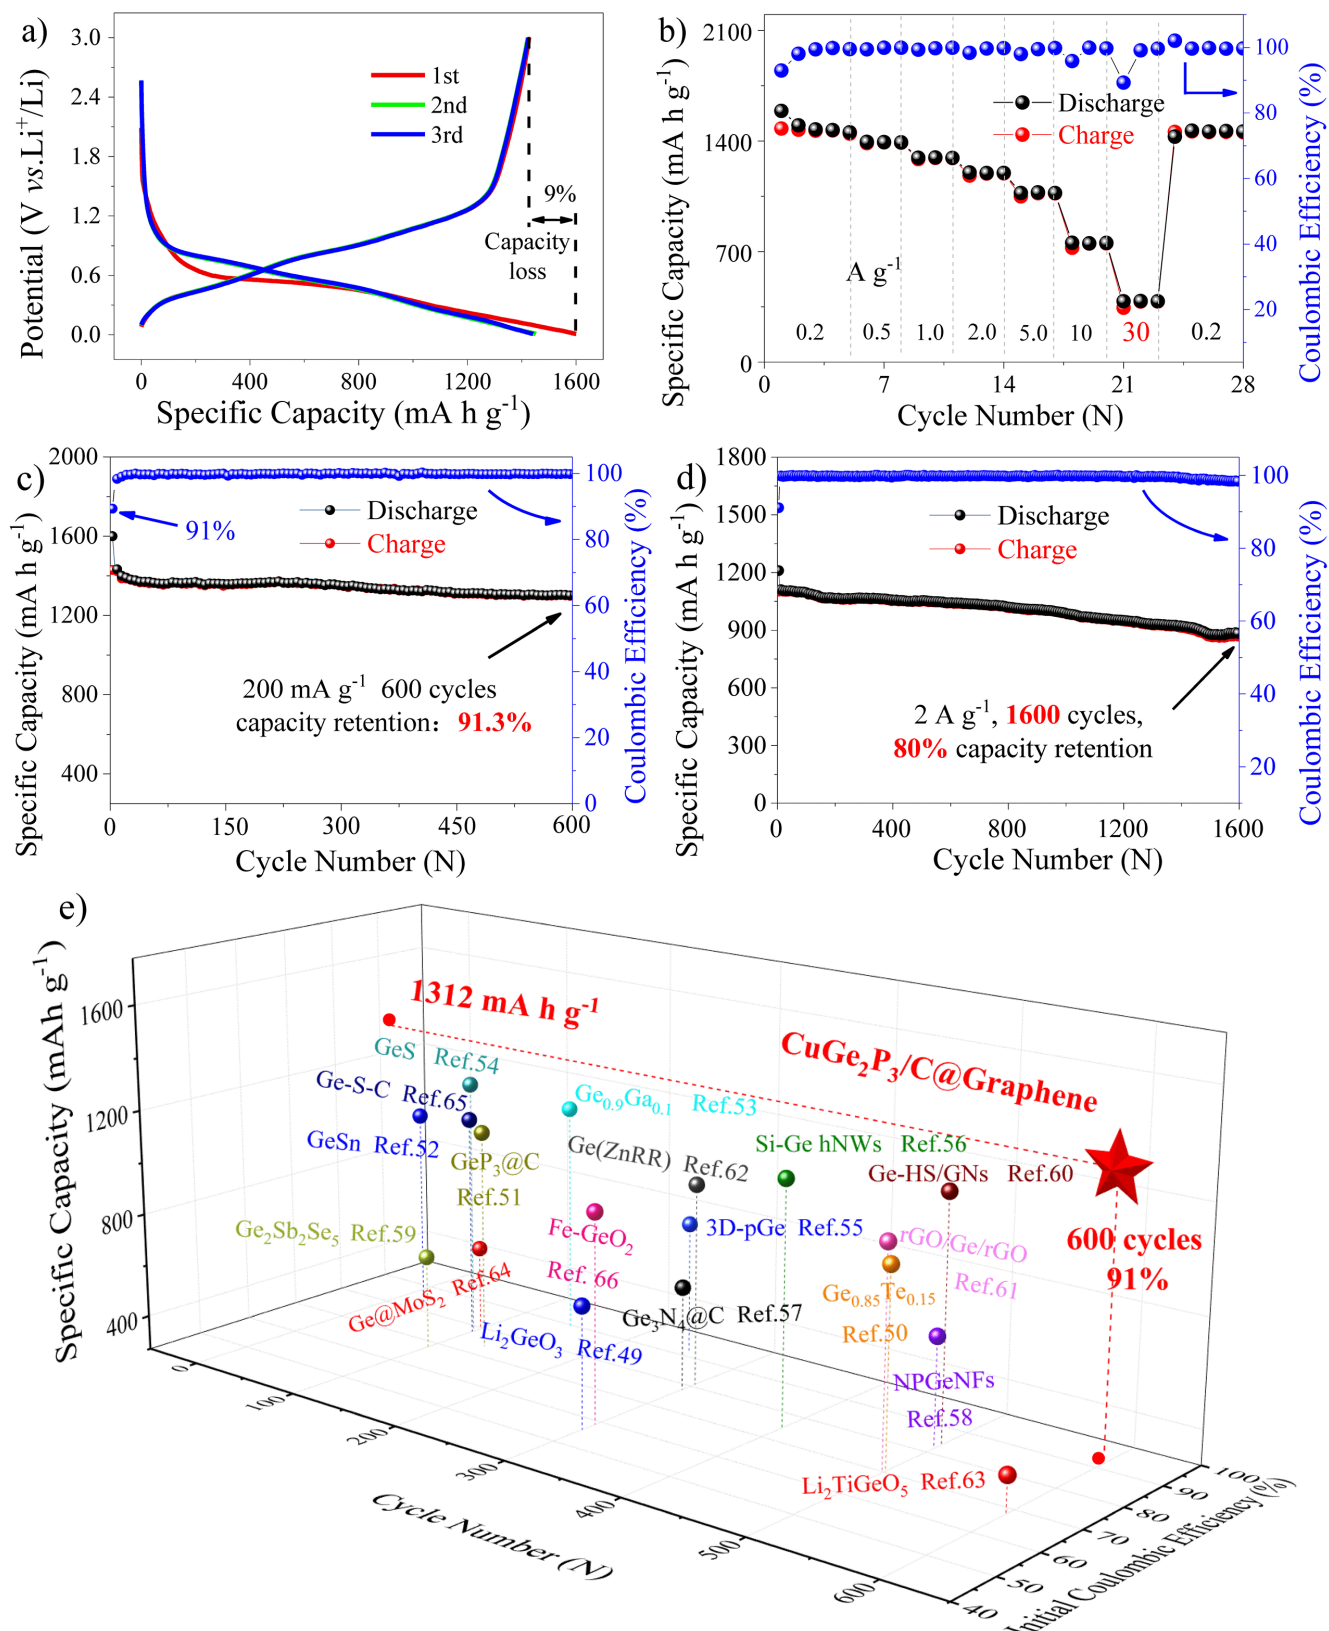 a)
3.0
2.4
1.8
1.2
0.6
0.0
Potential (V vs.Li⁺/Li)
1st
2nd
3rd
9%
Capacity
loss
0
400
800
1200
1600
Specific Capacity (mA h g⁻¹)
b)
2100
1400
700
0
Specific Capacity (mA h g⁻¹)
Discharge
Charge
A g⁻¹
0.2
0.5
1.0
2.0
5.0
10
30
0.2
0
7
14
21
28
Cycle Number (N)
100
80
60
40
20
Coulombic Efficiency (%)
c)
2000
1600
1200
800
400
Specific Capacity (mA h g⁻¹)
91%
Discharge
Charge
200 mA g⁻¹ 600 cycles
capacity retention: 91.3%
0
150
300
450
600
Cycle Number (N)
100
80
60
40
20
0
Coulombic Efficiency (%)
d)
1800
1500
1200
900
600
300
0
Specific Capacity (mA h g⁻¹)
Discharge
Charge
2 A g⁻¹, 1600 cycles,
80% capacity retention
0
400
800
1200
1600
Cycle Number (N)
100
80
60
40
20
Coulombic Efficiency (%)
e)
1600
1200
800
400
Specific Capacity (mAh g⁻¹)
1312 mA h g⁻¹
CuGe₂P₃/C@Graphene
600 cycles
91%
GeS Ref.54
Ge-S-C Ref.65
GeSn Ref.52
GeP₃@C
Ref.51
Ge₀.₉Ga₀.₁ Ref.53
Ge(ZnRR) Ref.62
Si-Ge hNWs Ref.56
Ge-HS/GNs Ref.60
Ge₂Sb₂Se₅ Ref.59
Fe-GeO₂
Ref. 66
3D-pGe Ref.55
rGO/Ge/rGO
Ref.61
Ge@MoS₂ Ref.64
Li₂GeO₃ Ref.49
Ge₃N₄@C Ref.57
Ge₀.₈₅Te₀.₁₅
Ref.50
NPGeNFs
Ref.58
Li₂TiGeO₅ Ref.63
0
100
200
300
400
500
600
Cycle Number (N)
40
50
60
70
80
90
100
Initial Coulombic Efficiency (%)